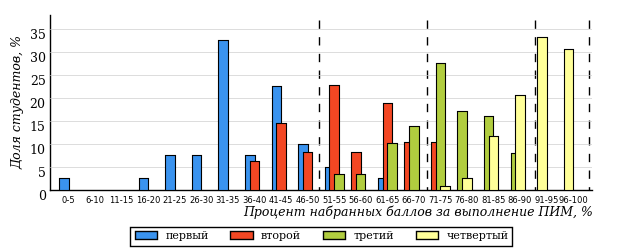 Доля студентов, %
35
30
25
20
15
10
5
0
0-5 6-10 11-15 16-20 21-25 26-30 31-35 36-40 41-45 46-50 51-55 56-60 61-65 66-70 71-75 76-80 81-85 86-90 91-95 96-100
Процент набранных баллов за выполнение ПИМ, %
первый второй третий четвертый